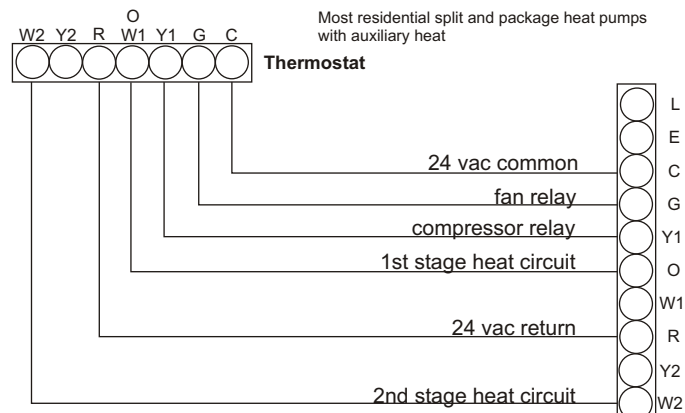 O
Most residential split and package heat pumps
with auxiliary heat
W2 Y2 R W1 Y1 G C
Thermostat
L
E
24 vac common C
fan relay G
compressor relay Y1
1st stage heat circuit O
W1
24 vac return R
Y2
2nd stage heat circuit W2